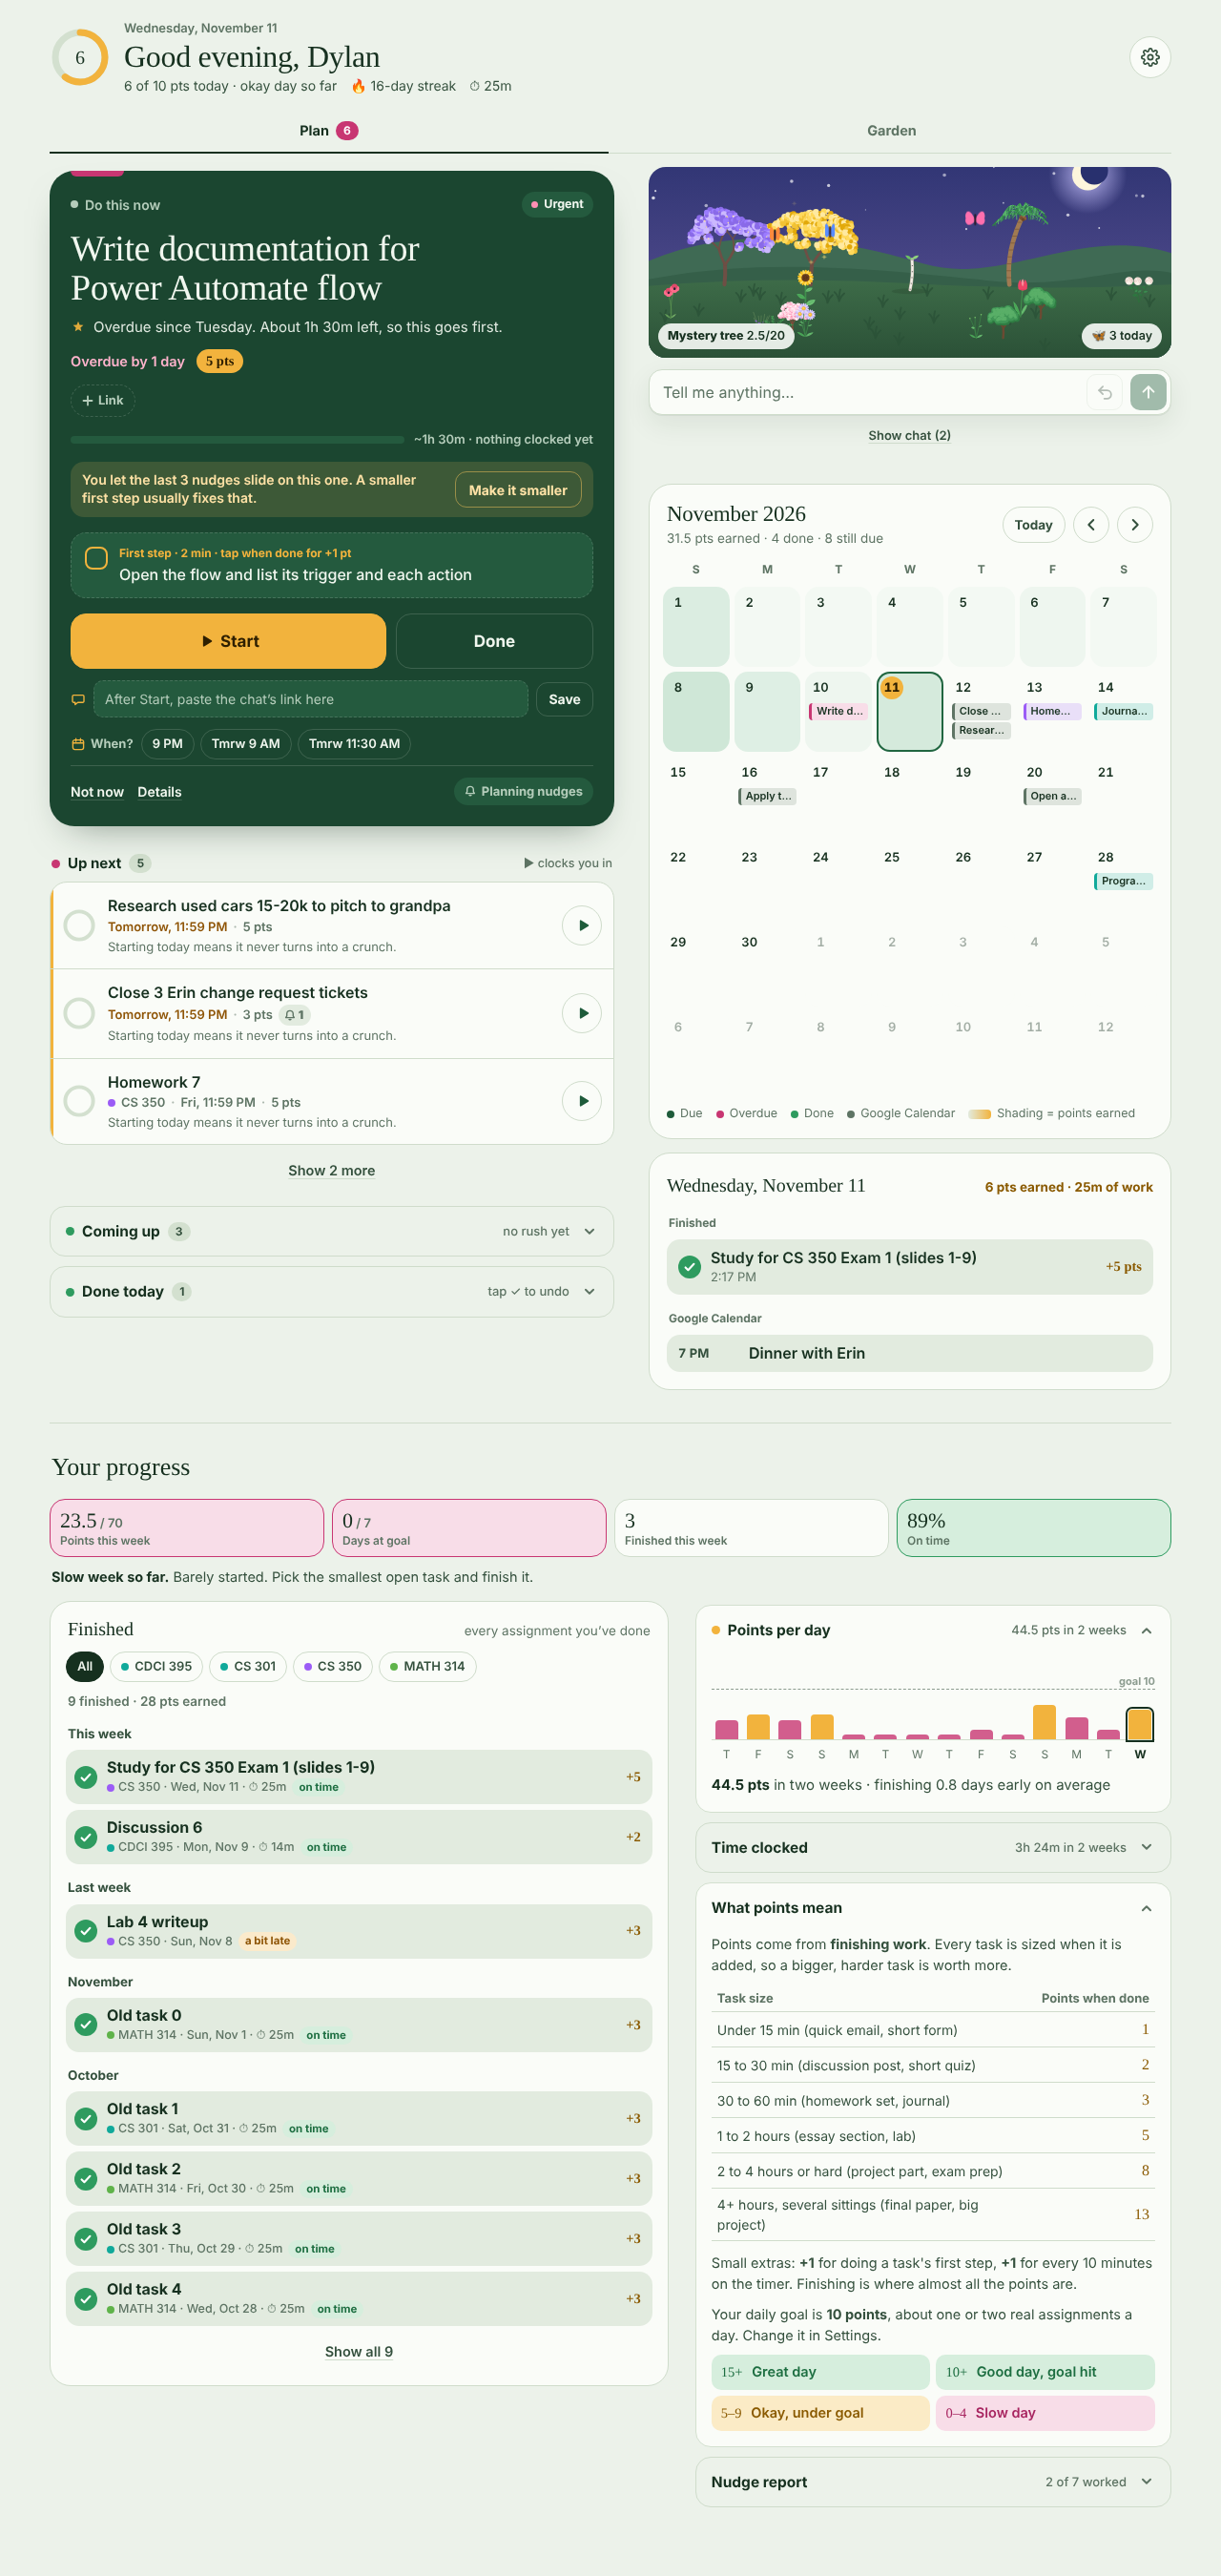 6
Wednesday, November 11
Good evening, Dylan
6 of 10 pts today · okay day so far 🔥 16-day streak ⏱ 25m
Plan 6
Garden
Do this now
Urgent
Write documentation for
Power Automate flow
★ Overdue since Tuesday. About 1h 30m left, so this goes first.
Overdue by 1 day 5 pts
+ Link
~1h 30m · nothing clocked yet
You let the last 3 nudges slide on this one. A smaller
first step usually fixes that.
Make it smaller
First step · 2 min · tap when done for +1 pt
Open the flow and list its trigger and each action
Start
Done
After Start, paste the chat's link here
Save
When? 9 PM Tmrw 9 AM Tmrw 11:30 AM
Not now Details
Planning nudges
Up next 5
▶ clocks you in
Research used cars 15-20k to pitch to grandpa
Tomorrow, 11:59 PM · 5 pts
Starting today means it never turns into a crunch.
Close 3 Erin change request tickets
Tomorrow, 11:59 PM · 3 pts 1
Starting today means it never turns into a crunch.
Homework 7
CS 350 · Fri, 11:59 PM · 5 pts
Starting today means it never turns into a crunch.
Show 2 more
Coming up 3
no rush yet
Done today 1
tap ✓ to undo
Mystery tree 2.5/20
🦋 3 today
Tell me anything...
Show chat (2)
November 2026
31.5 pts earned · 4 done · 8 still due
Today
S M T W T F S
1 2 3 4 5 6 7
8 9 10 11 12 13 14
Write d... Close ... Home... Journa...
Resear...
15 16 17 18 19 20 21
Apply t... Open a...
22 23 24 25 26 27 28
Progra...
29 30 1 2 3 4 5
6 7 8 9 10 11 12
Due Overdue Done Google Calendar Shading = points earned
Wednesday, November 11
6 pts earned · 25m of work
Finished
Study for CS 350 Exam 1 (slides 1-9)
2:17 PM
+5 pts
Google Calendar
7 PM Dinner with Erin
Your progress
23.5 / 70
Points this week
0 / 7
Days at goal
3
Finished this week
89%
On time
Slow week so far. Barely started. Pick the smallest open task and finish it.
Finished
every assignment you've done
All CDCI 395 CS 301 CS 350 MATH 314
9 finished · 28 pts earned
This week
Study for CS 350 Exam 1 (slides 1-9)
CS 350 · Wed, Nov 11 · ⏱ 25m on time
+5
Discussion 6
CDCI 395 · Mon, Nov 9 · ⏱ 14m on time
+2
Last week
Lab 4 writeup
CS 350 · Sun, Nov 8 a bit late
+3
November
Old task 0
MATH 314 · Sun, Nov 1 · ⏱ 25m on time
+3
October
Old task 1
CS 301 · Sat, Oct 31 · ⏱ 25m on time
+3
Old task 2
MATH 314 · Fri, Oct 30 · ⏱ 25m on time
+3
Old task 3
CS 301 · Thu, Oct 29 · ⏱ 25m on time
+3
Old task 4
MATH 314 · Wed, Oct 28 · ⏱ 25m on time
+3
Show all 9
Points per day
44.5 pts in 2 weeks
goal 10
T F S S M T W T F S S M T W
44.5 pts in two weeks · finishing 0.8 days early on average
Time clocked
3h 24m in 2 weeks
What points mean
Points come from finishing work. Every task is sized when it is
added, so a bigger, harder task is worth more.
Task size Points when done
Under 15 min (quick email, short form) 1
15 to 30 min (discussion post, short quiz) 2
30 to 60 min (homework set, journal) 3
1 to 2 hours (essay section, lab) 5
2 to 4 hours or hard (project part, exam prep) 8
4+ hours, several sittings (final paper, big
project) 13
Small extras: +1 for doing a task's first step, +1 for every 10 minutes
on the timer. Finishing is where almost all the points are.
Your daily goal is 10 points, about one or two real assignments a
day. Change it in Settings.
15+ Great day
10+ Good day, goal hit
5–9 Okay, under goal
0–4 Slow day
Nudge report
2 of 7 worked